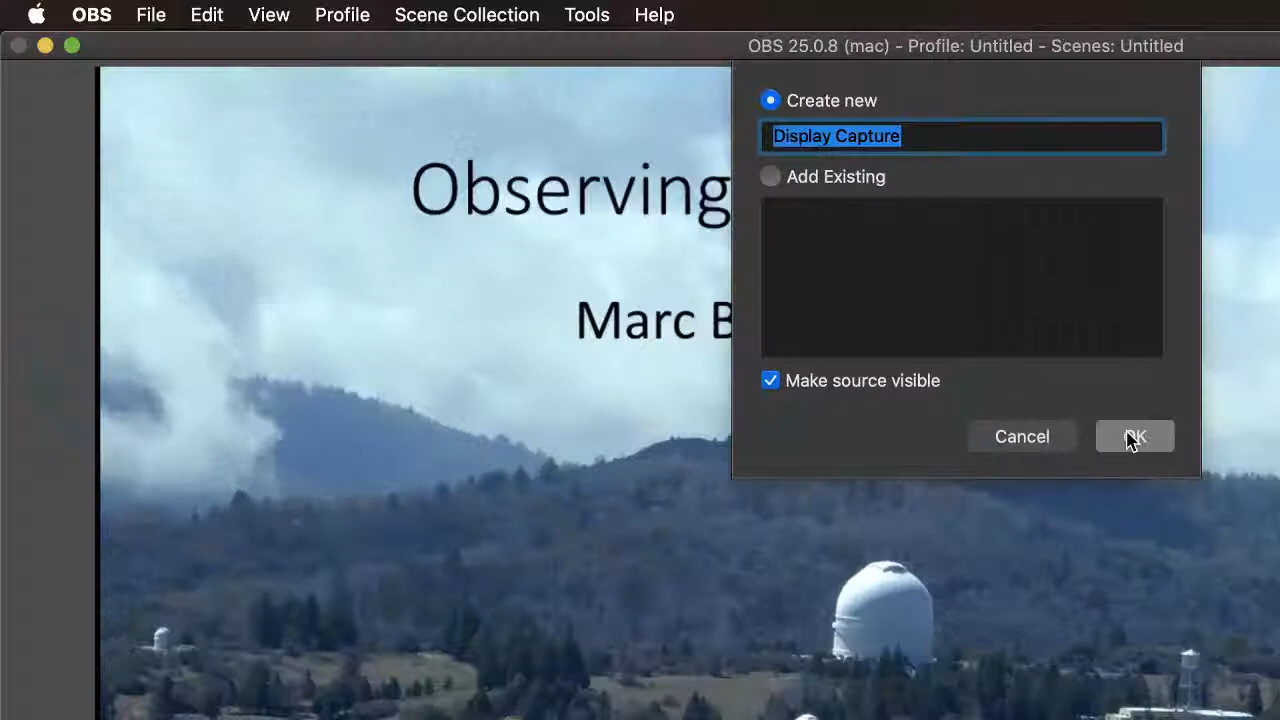 OBS File Edit View Profile Scene Collection Tools Help
OBS 25.0.8 (mac) - Profile: Untitled - Scenes: Untitled
Create new
Display Capture
Add Existing
Make source visible
Cancel OK
Observing
Marc B